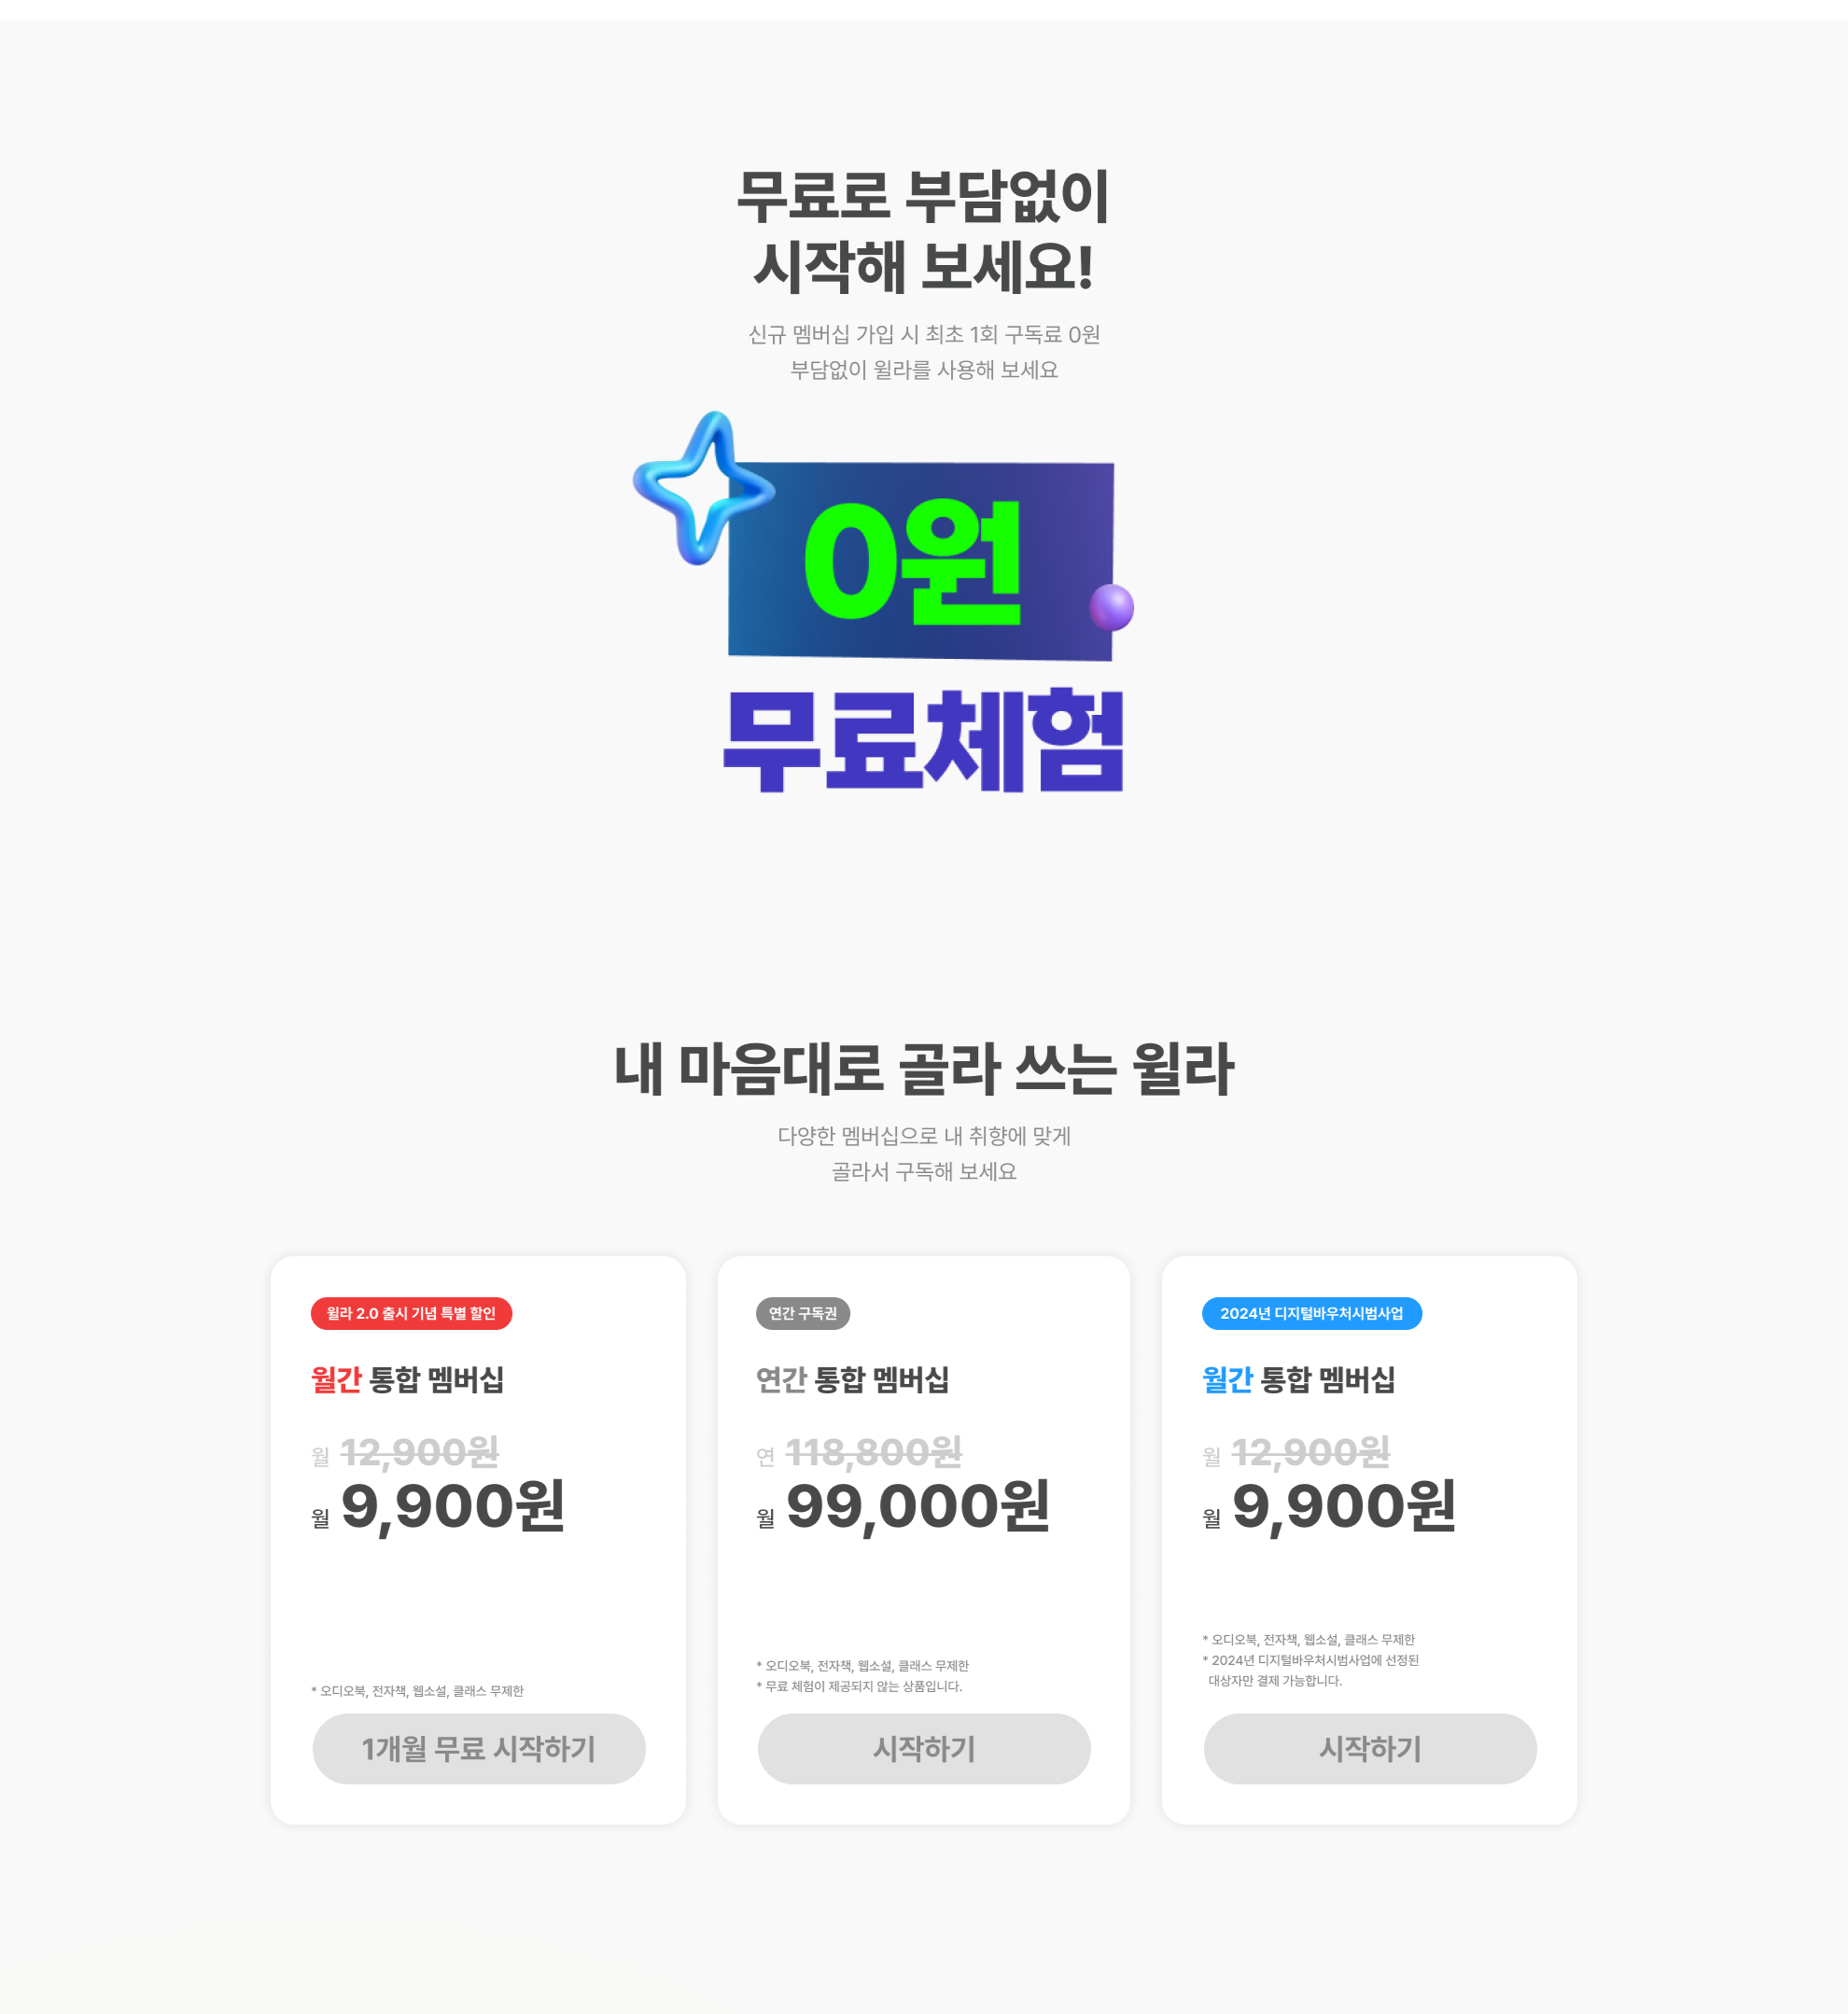 무료로 부담없이
시작해 보세요!
신규 멤버십 가입 시 최초 1회 구독료 0원
부담없이 윌라를 사용해 보세요
0원
무료체험
내 마음대로 골라 쓰는 윌라
다양한 멤버십으로 내 취향에 맞게
골라서 구독해 보세요
윌라 2.0 출시 기념 특별 할인
월간 통합 멤버십
월 12,900원
월 9,900원
* 오디오북, 전자책, 웹소설, 클래스 무제한
1개월 무료 시작하기
연간 구독권
연간 통합 멤버십
연 118,800원
월 99,000원
* 오디오북, 전자책, 웹소설, 클래스 무제한
* 무료 체험이 제공되지 않는 상품입니다.
시작하기
2024년 디지털바우처시범사업
월간 통합 멤버십
월 12,900원
월 9,900원
* 오디오북, 전자책, 웹소설, 클래스 무제한
* 2024년 디지털바우처시범사업에 선정된
대상자만 결제 가능합니다.
시작하기